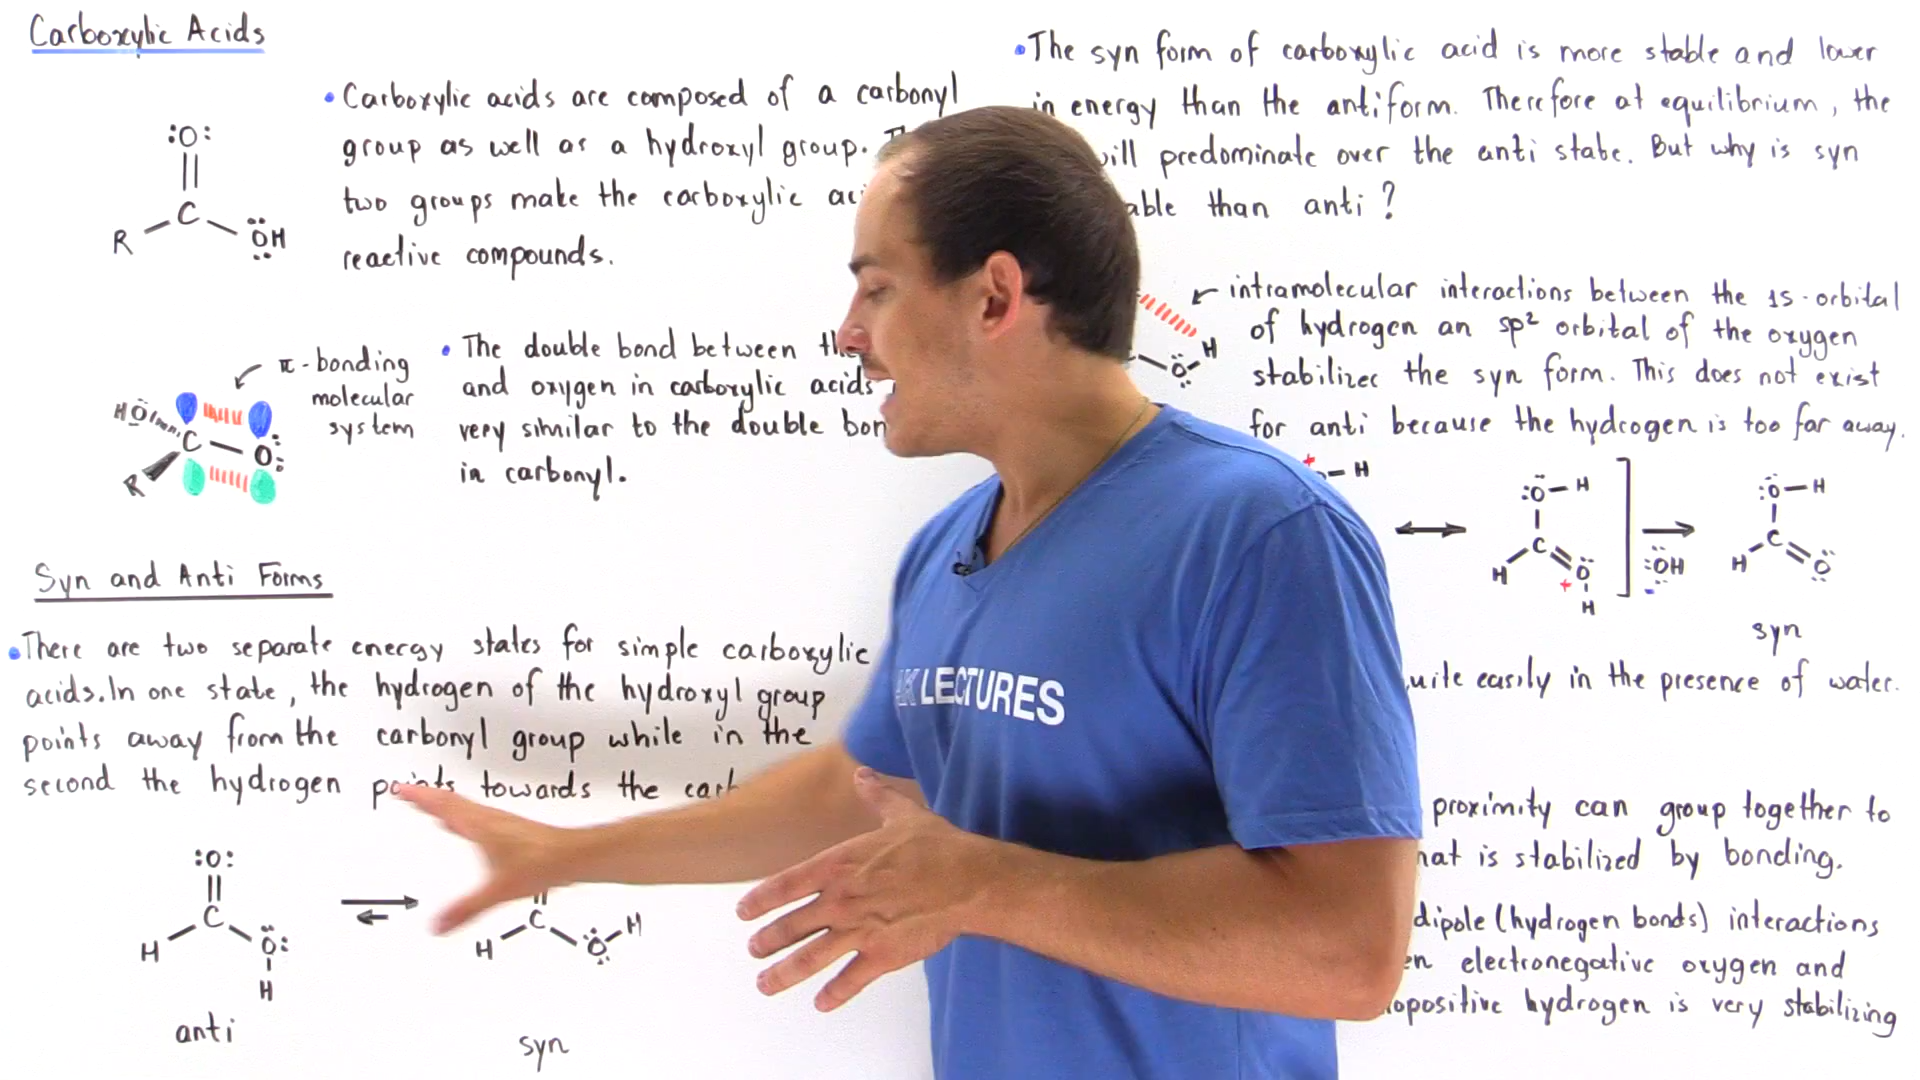 Carboxylic Acids
• Carboxylic acids are composed of a carbonyl
group as well as a hydroxyl group.
two groups make the carboxylic
reactive compounds.
:O:
C
R
ÖH
π - bonding
molecular
system
HO
C
O:
R
• The double bond between
and oxygen in carboxylic acids
very similar to the double
in carbonyl.
Syn and Anti Forms
• There are two separate energy states for simple carboxylic
acids. In one state, the hydrogen of the hydroxyl group
points away from the carbonyl group while in the
second the hydrogen points towards the
:O:
C
H
O:
H
anti
C
H
O
H
syn
• The syn form of carboxylic acid is more stable and lower
in energy than the anti form. Therefore at equilibrium, the
will predominate over the anti state. But why is syn
than anti?
intramolecular interactions between the 1s-orbital
of hydrogen an sp² orbital of the oxygen
stabilizec the syn form. This does not exist
for anti because the hydrogen is too far away.
H
O
+
– H
:O – H
C
H
O
+
H
:OH
-
:O – H
C
H
O
syn
easily in the presence of water.
proximity can group together to
is stabilized by bonding.
dipole (hydrogen bonds) interactions
electronegative oxygen and
hydrogen is very stabilizing
AK LECTURES